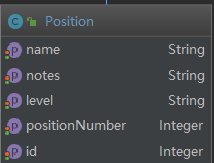 Position
name String
notes String
level String
positionNumber Integer
id Integer